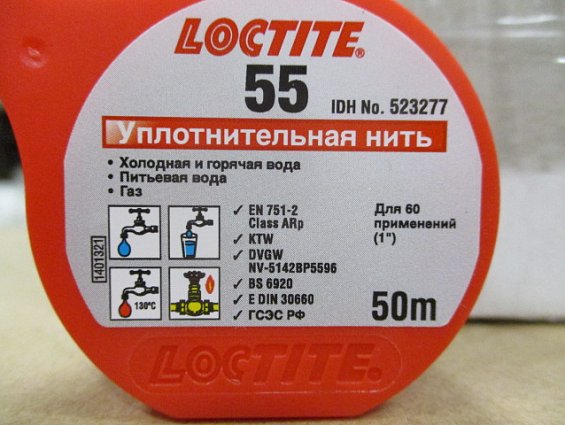 LOCTITE®
55 IDH No. 523277
Уплотнительная нить
• Холодная и горячая вода
• Питьевая вода
• Газ
✓ EN 751-2
Class ARp
✓ KTW
✓ DVGW
NV-5142BP5596
✓ BS 6920
✓ E DIN 30660
✓ ГСЭС РФ
Для 60
применений
(1")
130°C
1401321
50m
LOCTITE.